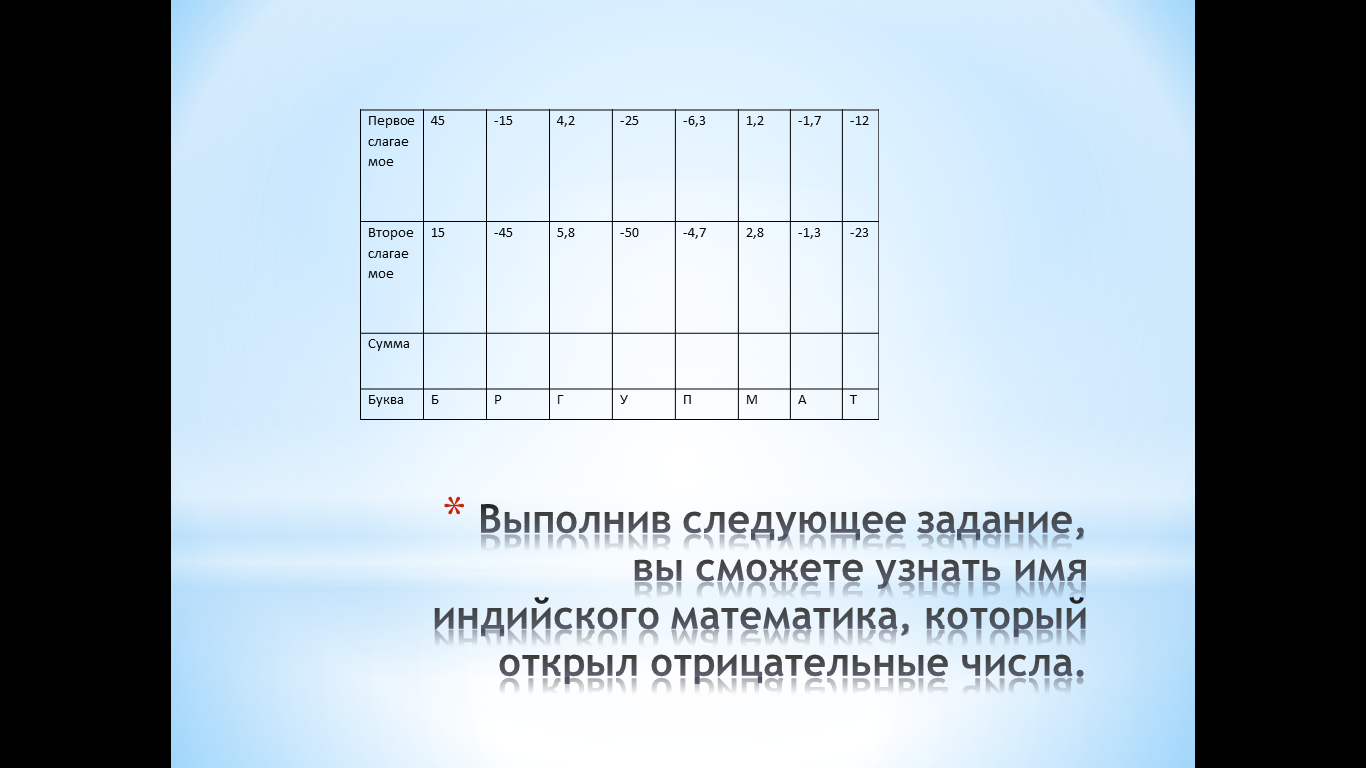 Первое 45 -15 4,2 -25 -6,3 1,2 -1,7 -12
слагае
мое
Второе 15 -45 5,8 -50 -4,7 2,8 -1,3 -23
слагае
мое
Сумма
Буква Б Р Г У П М А Т
* Выполнив следующее задание,
вы сможете узнать имя
индийского математика, который
открыл отрицательные числа.